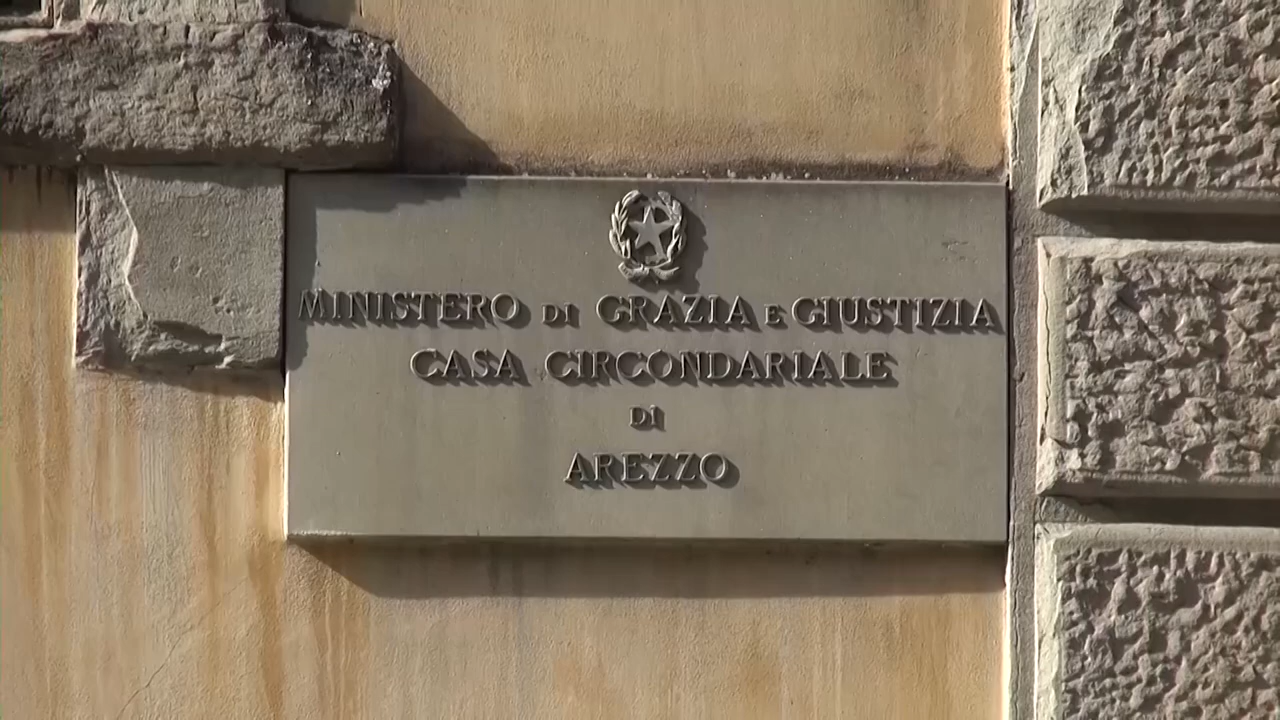 MINISTERO Di GRAZIA E GIUSTIZIA
CASA CIRCONDARIALE
Di
AREZZO